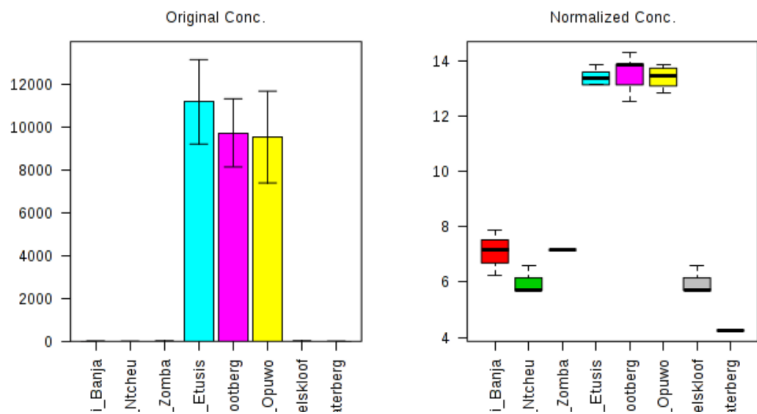 Original Conc.
12000
10000
8000
6000
4000
2000
0
i_Banja
_Ntcheu
_Zomba
_Etusis
ootberg
_Opuwo
elskloof
aterberg
Normalized Conc.
14
12
10
8
6
4
i_Banja
_Ntcheu
_Zomba
_Etusis
ootberg
_Opuwo
elskloof
aterberg